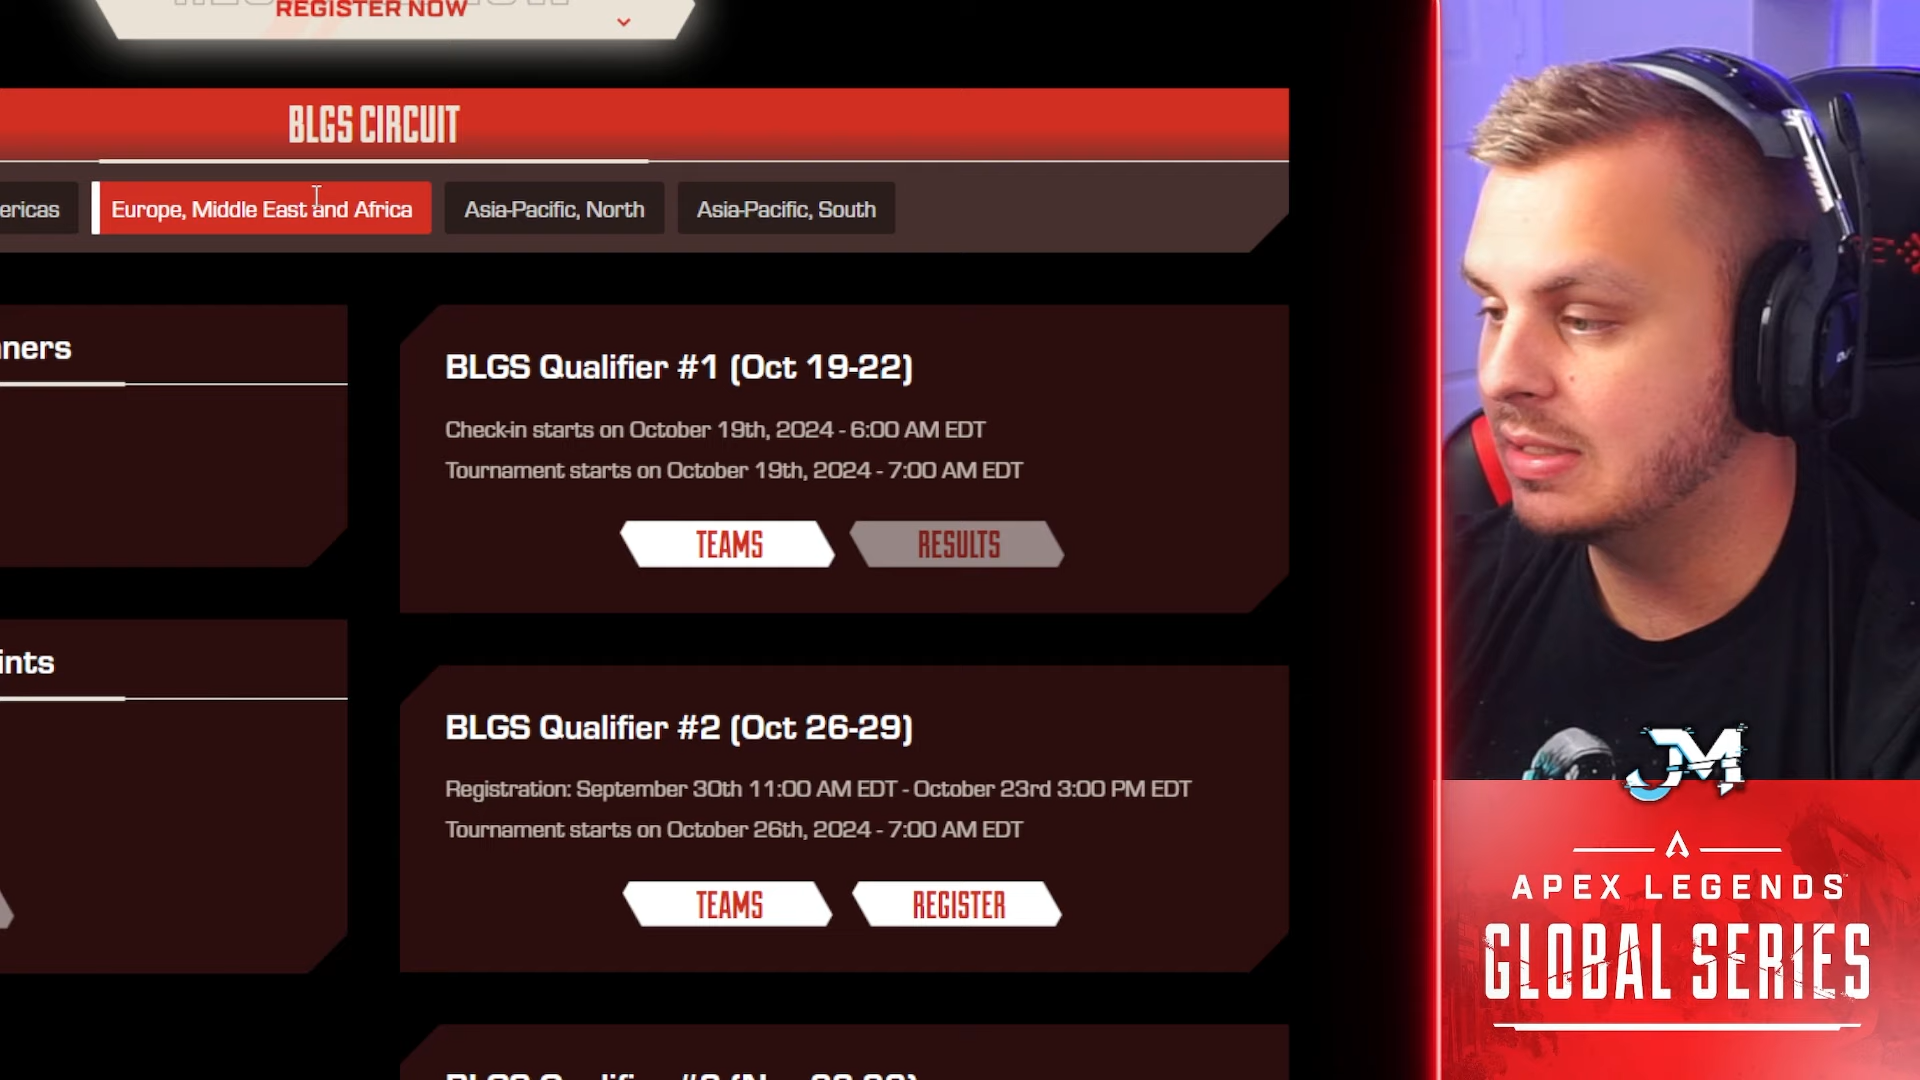 REGISTER NOW
BLGS CIRCUIT
ericas
Europe, Middle East and Africa
Asia-Pacific, North
Asia-Pacific, South
ners
BLGS Qualifier #1 (Oct 19-22)
Check-in starts on October 19th, 2024 - 6:00 AM EDT
Tournament starts on October 19th, 2024 - 7:00 AM EDT
TEAMS
RESULTS
ints
BLGS Qualifier #2 (Oct 26-29)
Registration: September 30th 11:00 AM EDT - October 23rd 3:00 PM EDT
Tournament starts on October 26th, 2024 - 7:00 AM EDT
TEAMS
REGISTER
JM
APEX LEGENDS
GLOBAL SERIES